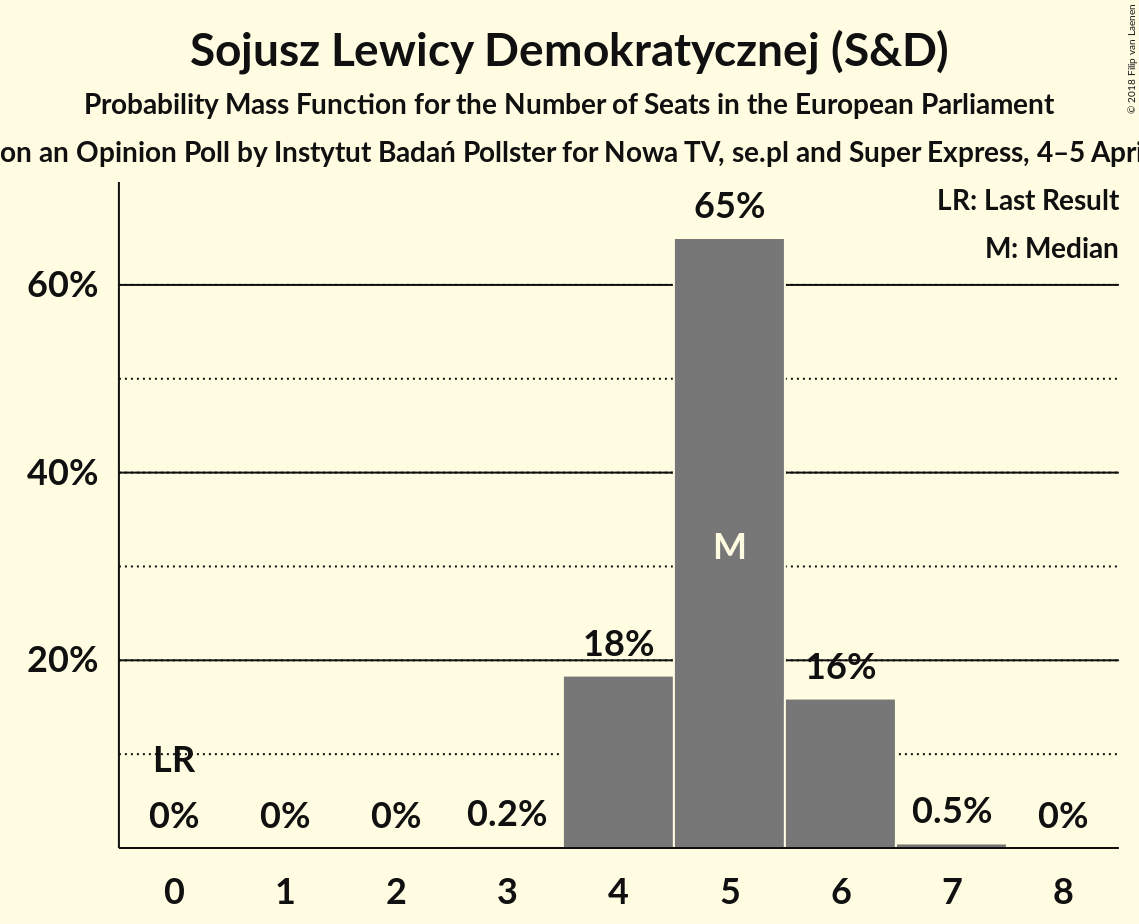 Sojusz Lewicy Demokratycznej (S&D)
Probability Mass Function for the Number of Seats in the European Parliament
on an Opinion Poll by Instytut Badań Pollster for Nowa TV, se.pl and Super Express, 4–5 Apri
© 2018 Filip van Laenen
LR: Last Result
M: Median
65%
60%
40%
M
18%
20%
16%
LR
0% 0% 0% 0.2% 0.5% 0%
0 1 2 3 4 5 6 7 8